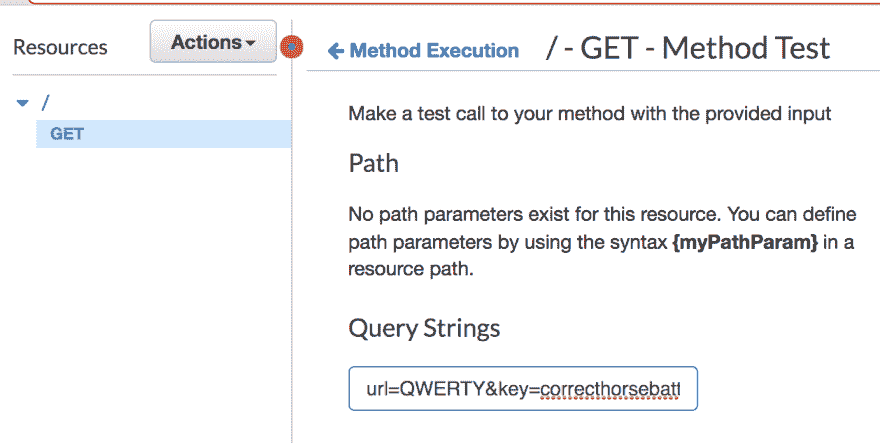 Resources
Actions
Method Execution
/ - GET - Method Test
/
GET
Make a test call to your method with the provided input
Path
No path parameters exist for this resource. You can define
path parameters by using the syntax {myPathParam} in a
resource path.
Query Strings
url=QWERTY&key=correcthorsebatt